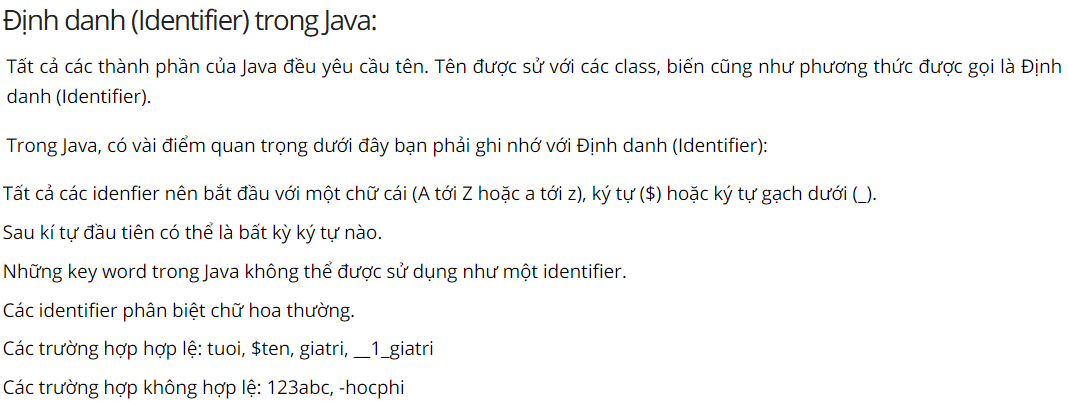 Định danh (Identifier) trong Java:
Tất cả các thành phần của Java đều yêu cầu tên. Tên được sử với các class, biến cũng như phương thức được gọi là Định
danh (Identifier).
Trong Java, có vài điểm quan trọng dưới đây bạn phải ghi nhớ với Định danh (Identifier):
Tất cả các idenfier nên bắt đầu với một chữ cái (A tới Z hoặc a tới z), ký tự ($) hoặc ký tự gạch dưới (_).
Sau kí tự đầu tiên có thể là bất kỳ ký tự nào.
Những key word trong Java không thể được sử dụng như một identifier.
Các identifier phân biệt chữ hoa thường.
Các trường hợp hợp lệ: tuoi, $ten, giatri, __1_giatri
Các trường hợp không hợp lệ: 123abc, -hocphi